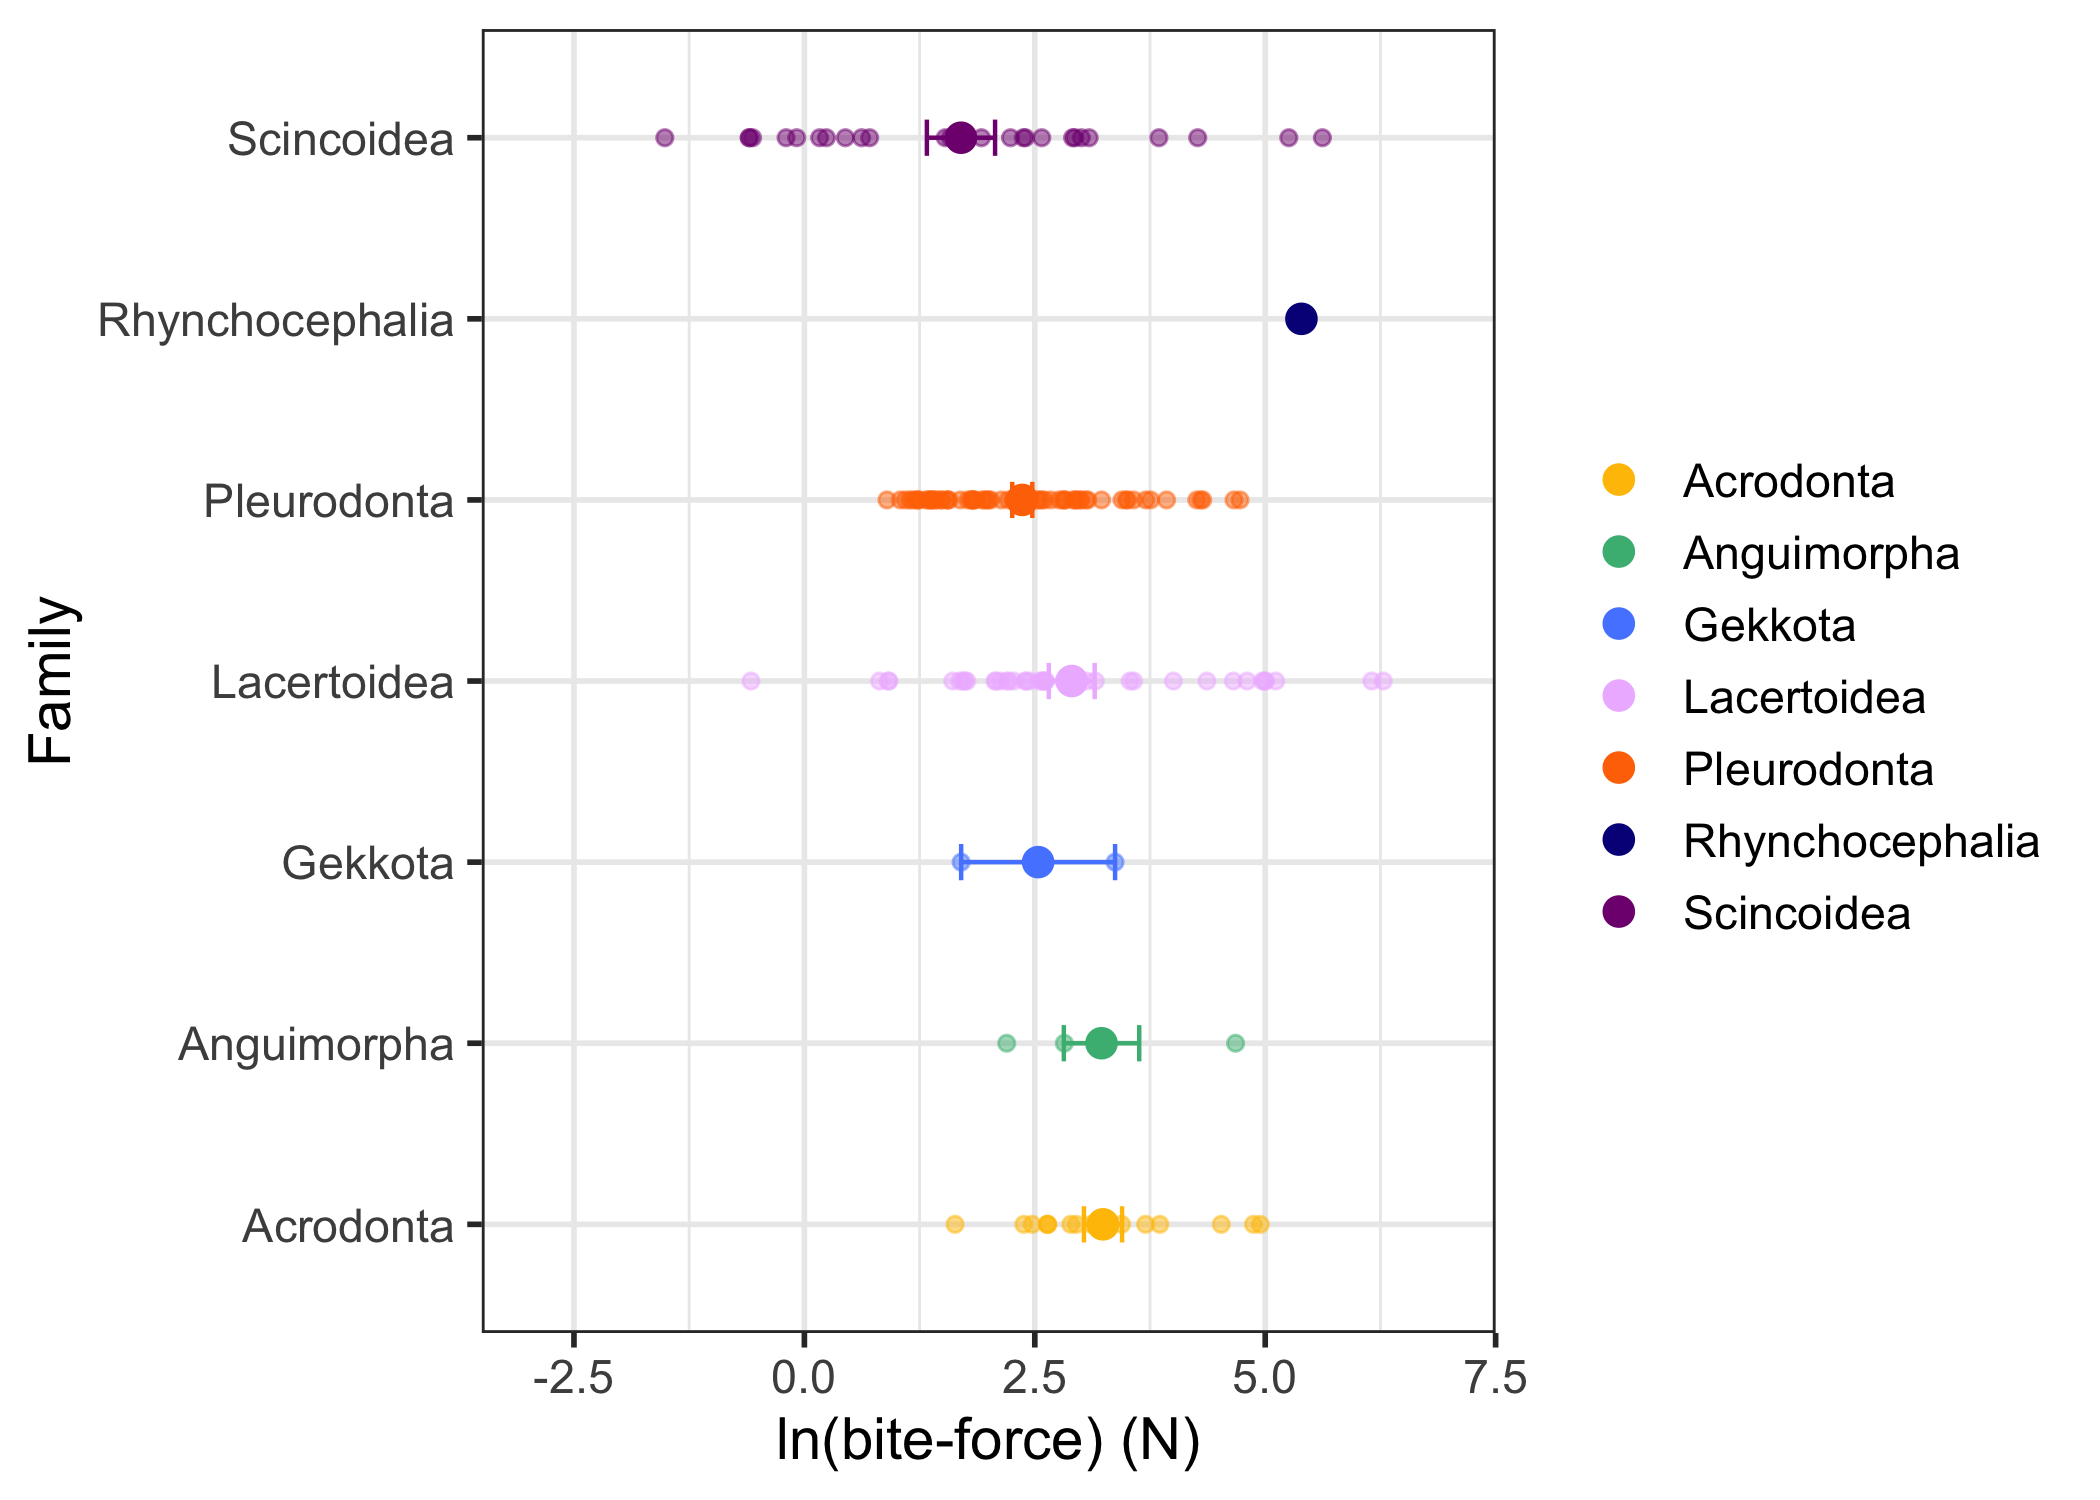 Scincoidea
Rhynchocephalia
Pleurodonta
Lacertoidea
Gekkota
Anguimorpha
Acrodonta
Family
-2.5 0.0 2.5 5.0 7.5
ln(bite-force) (N)
Acrodonta
Anguimorpha
Gekkota
Lacertoidea
Pleurodonta
Rhynchocephalia
Scincoidea